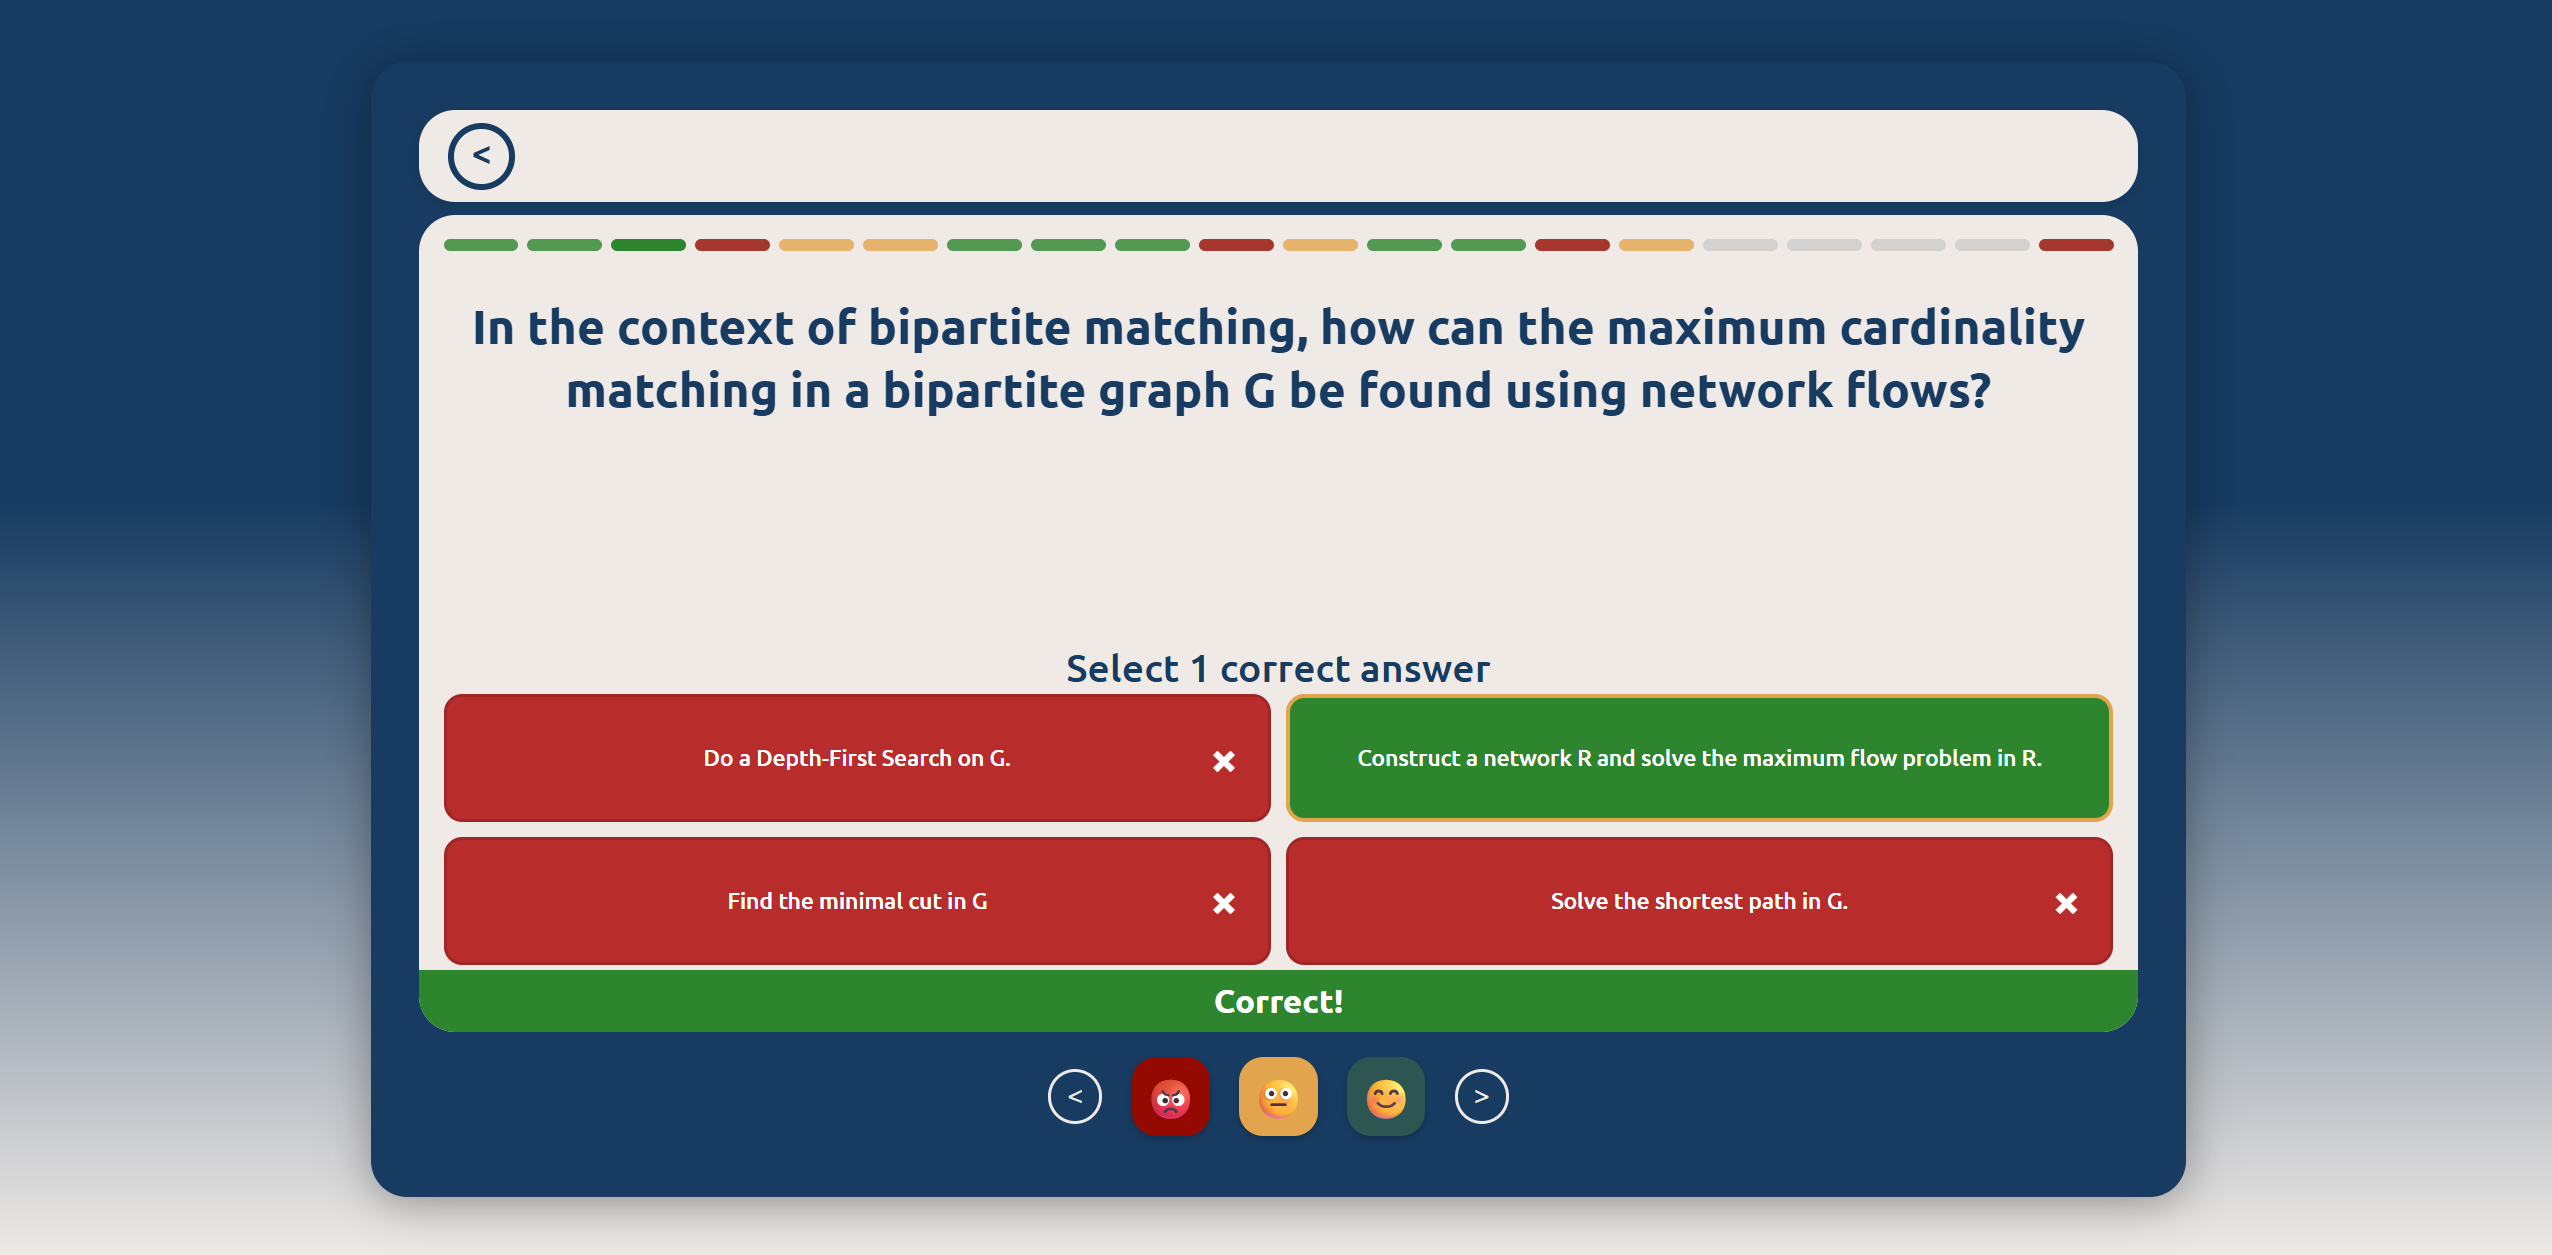 <
In the context of bipartite matching, how can the maximum cardinality
matching in a bipartite graph G be found using network flows?
Select 1 correct answer
Do a Depth-First Search on G.
Construct a network R and solve the maximum flow problem in R.
Find the minimal cut in G
Solve the shortest path in G.
Correct!
< >